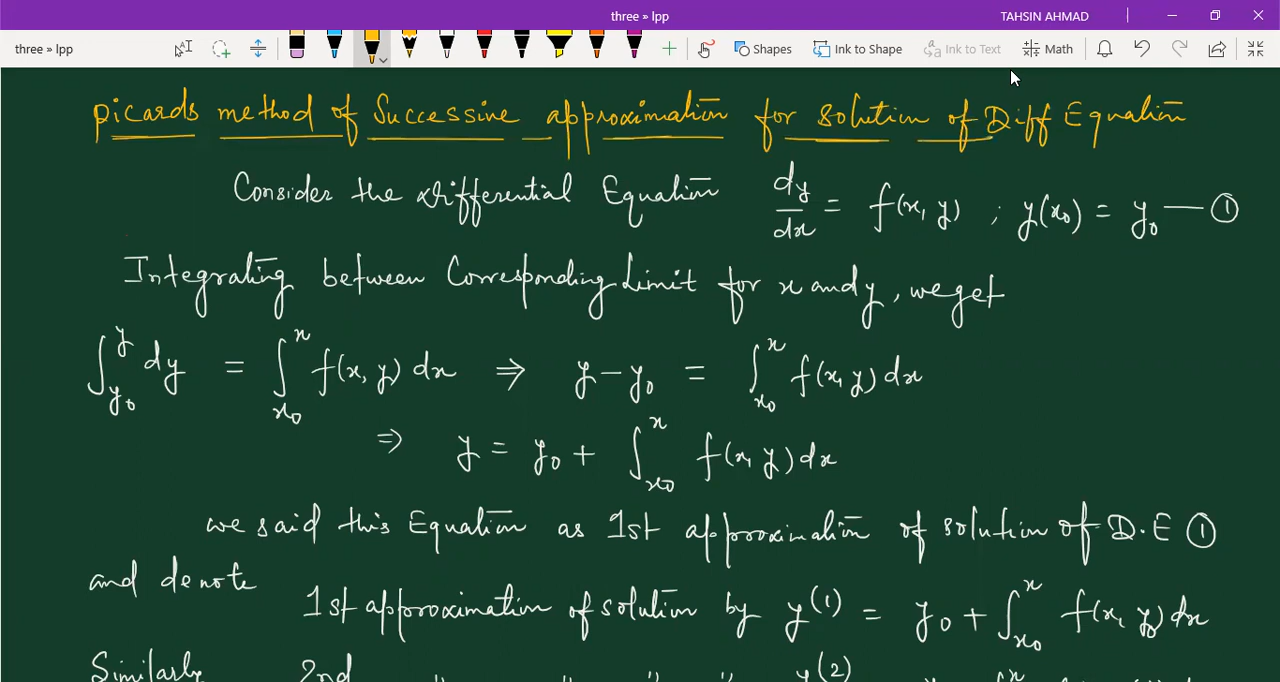 three » lpp
TAHSIN AHMAD
three » lpp
Shapes
Ink to Shape
Ink to Text
Math
picards method of Successive approximation for solution of Diff Equation
Consider the Differential Equation dy/dx = f(x, y) ; y(x₀) = y₀ — ①
Integrating between Corresponding Limit for x and y, we get
∫_{y₀}^{y} dy = ∫_{x₀}^{x} f(x, y) dx ⇒ y − y₀ = ∫_{x₀}^{x} f(x, y) dx
⇒ y = y₀ + ∫_{x₀}^{x} f(x, y) dx
we said this Equation as 1st approximation of solution of D.E ①
and denote
1st approximation of solution by y^(1) = y₀ + ∫_{x₀}^{x} f(x, y₀) dx
Similarly 2nd " " " " y^(2)